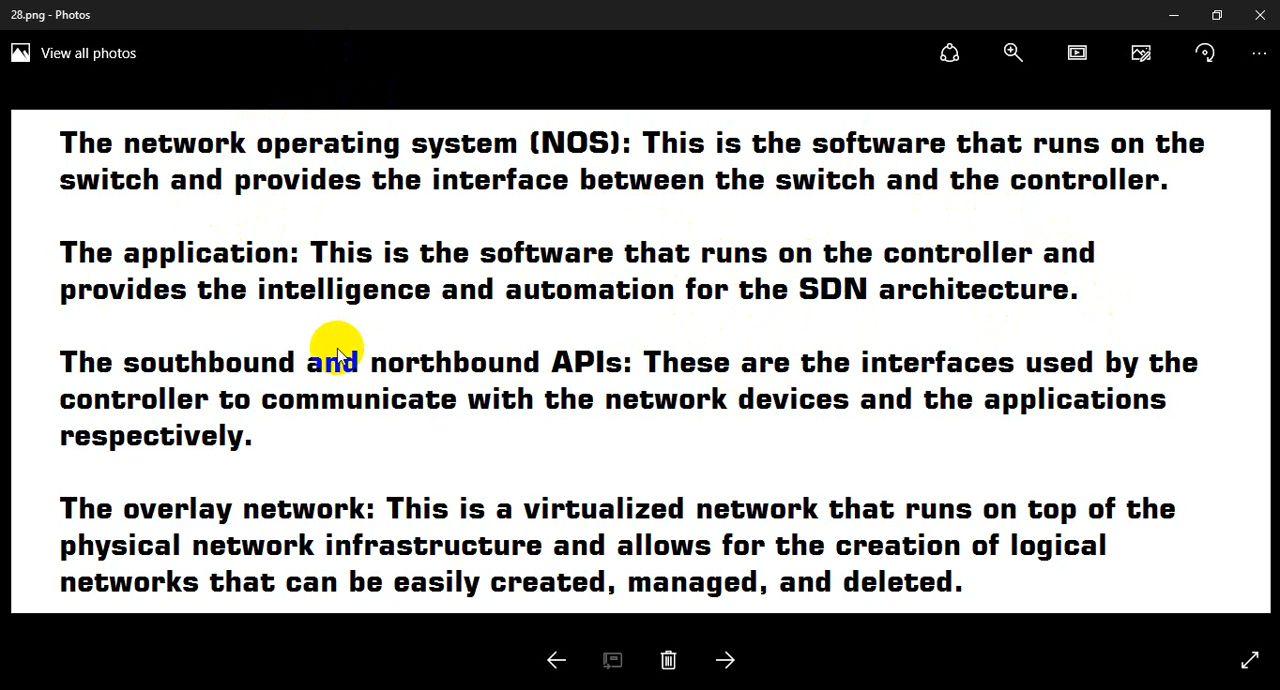 28.png - Photos
View all photos
The network operating system (NOS): This is the software that runs on the
switch and provides the interface between the switch and the controller.
The application: This is the software that runs on the controller and
provides the intelligence and automation for the SDN architecture.
The southbound and northbound APIs: These are the interfaces used by the
controller to communicate with the network devices and the applications
respectively.
The overlay network: This is a virtualized network that runs on top of the
physical network infrastructure and allows for the creation of logical
networks that can be easily created, managed, and deleted.